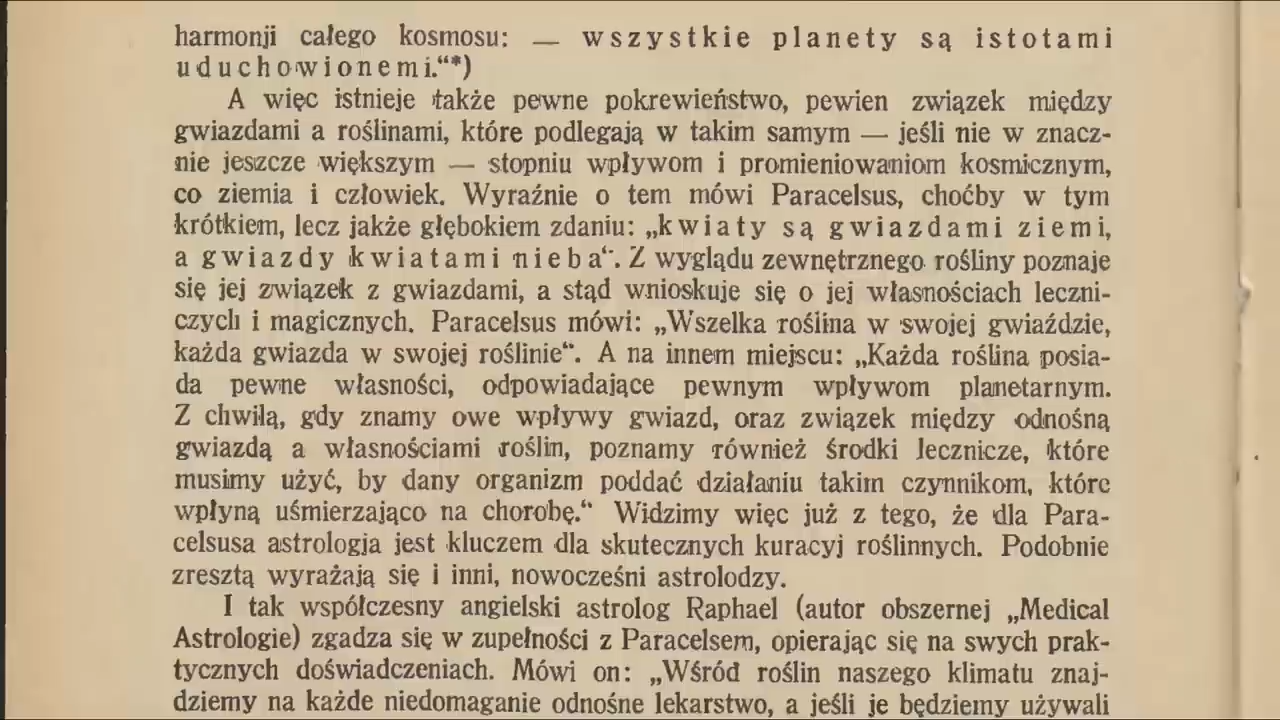 harmonji całego kosmosu: — wszystkie planety są istotami
uduchowionemi.“*)
A więc istnieje także pewne pokrewieństwo, pewien związek między
gwiazdami a roślinami, które podlegają w takim samym — jeśli nie w znacz-
nie jeszcze większym — stopniu wpływom i promieniowaniom kosmicznym,
co ziemia i człowiek. Wyraźnie o tem mówi Paracelsus, choćby w tym
krótkiem, lecz jakże głębokiem zdaniu: „kwiaty są gwiazdami ziemi,
a gwiazdy kwiatami nieba“. Z wyglądu zewnętrznego rośliny poznaje
się jej związek z gwiazdami, a stąd wnioskuje się o jej własnościach leczni-
czych i magicznych. Paracelsus mówi: „Wszelka roślina w swojej gwiaździe,
każda gwiazda w swojej roślinie“. A na innem miejscu: „Każda roślina posia-
da pewne własności, odpowiadające pewnym wpływom planetarnym.
Z chwilą, gdy znamy owe wpływy gwiazd, oraz związek między odnośną
gwiazdą a własnościami roślin, poznamy również środki lecznicze, które
musimy użyć, by dany organizm poddać działaniu takim czynnikom, które
wpłyną uśmierzająco na chorobę.“ Widzimy więc już z tego, że dla Para-
celsusa astrologja jest kluczem dla skutecznych kuracyj roślinnych. Podobnie
zresztą wyrażają się i inni, nowocześni astrolodzy.
I tak współczesny angielski astrolog Raphael (autor obszernej „Medical
Astrologie) zgadza się w zupełności z Paracelsem, opierając się na swych prak-
tycznych doświadczeniach. Mówi on: „Wśród roślin naszego klimatu znaj-
dziemy na każde niedomaganie odnośne lekarstwo, a jeśli je będziemy używali